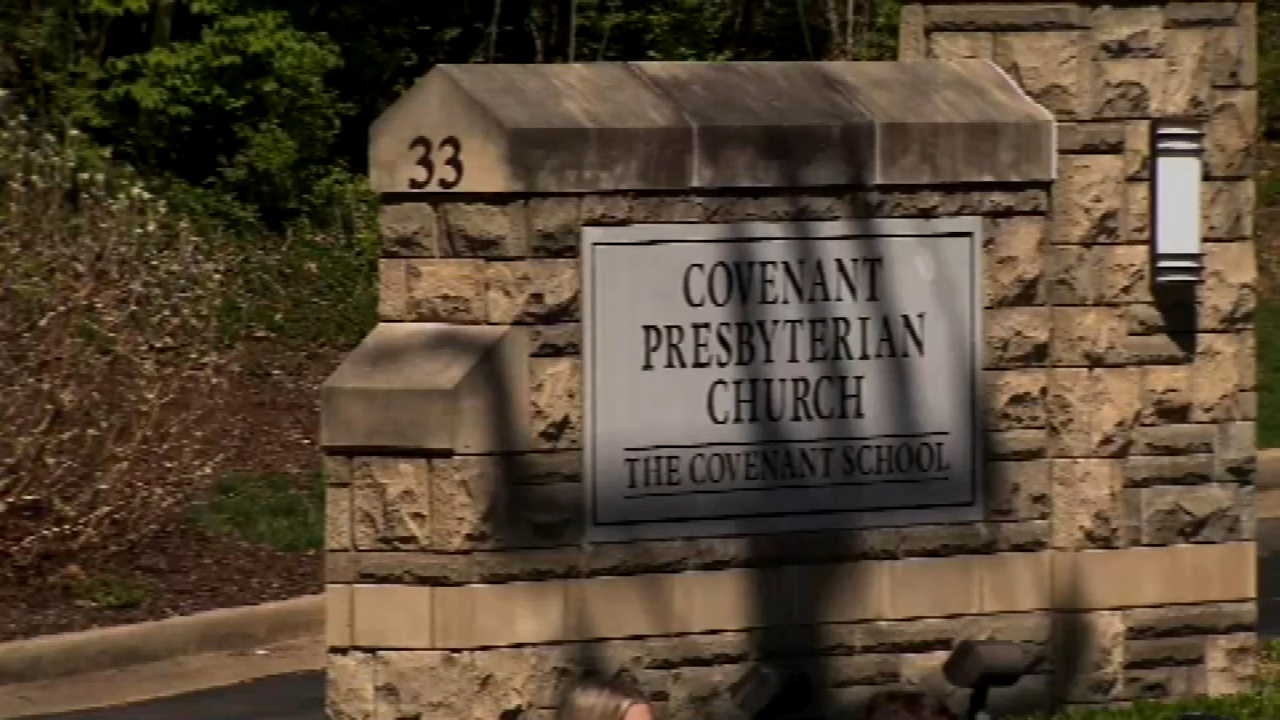 33
COVENANT
PRESBYTERIAN
CHURCH
THE COVENANT SCHOOL